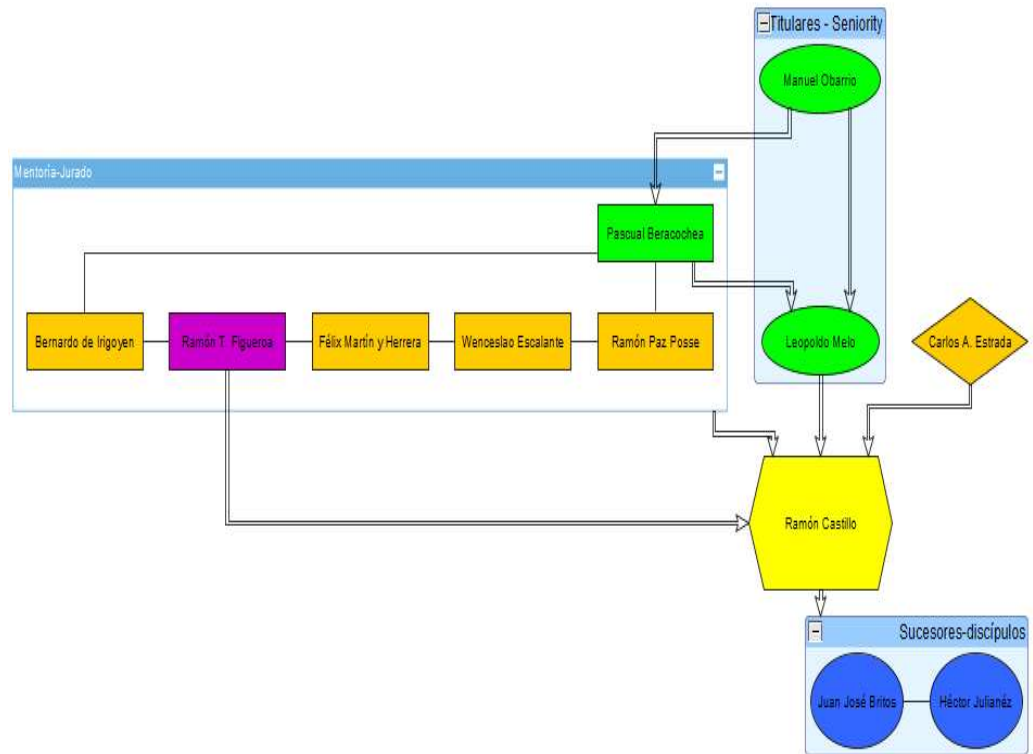 Titulares - Seniority
Manuel Obarrio
Mentoría-Jurado
Pascual Beracochea
Bernardo de Irigoyen
Ramón T. Figueroa
Félix Martín y Herrera
Wenceslao Escalante
Ramón Paz Posse
Leopoldo Melo
Carlos A. Estrada
Ramón Castillo
Sucesores-discípulos
Juan José Britos
Héctor Julianéz